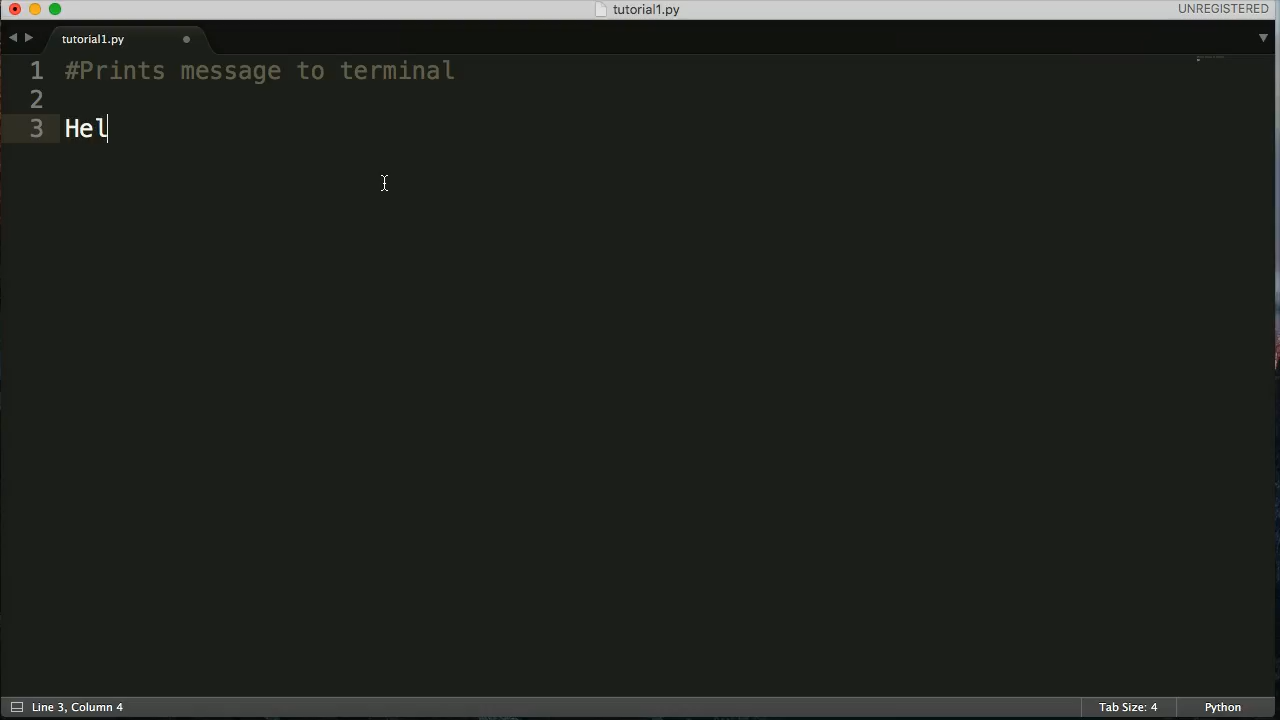 tutorial1.py
UNREGISTERED
tutorial1.py
1 #Prints message to terminal
2
3 Hel
Line 3, Column 4
Tab Size: 4
Python